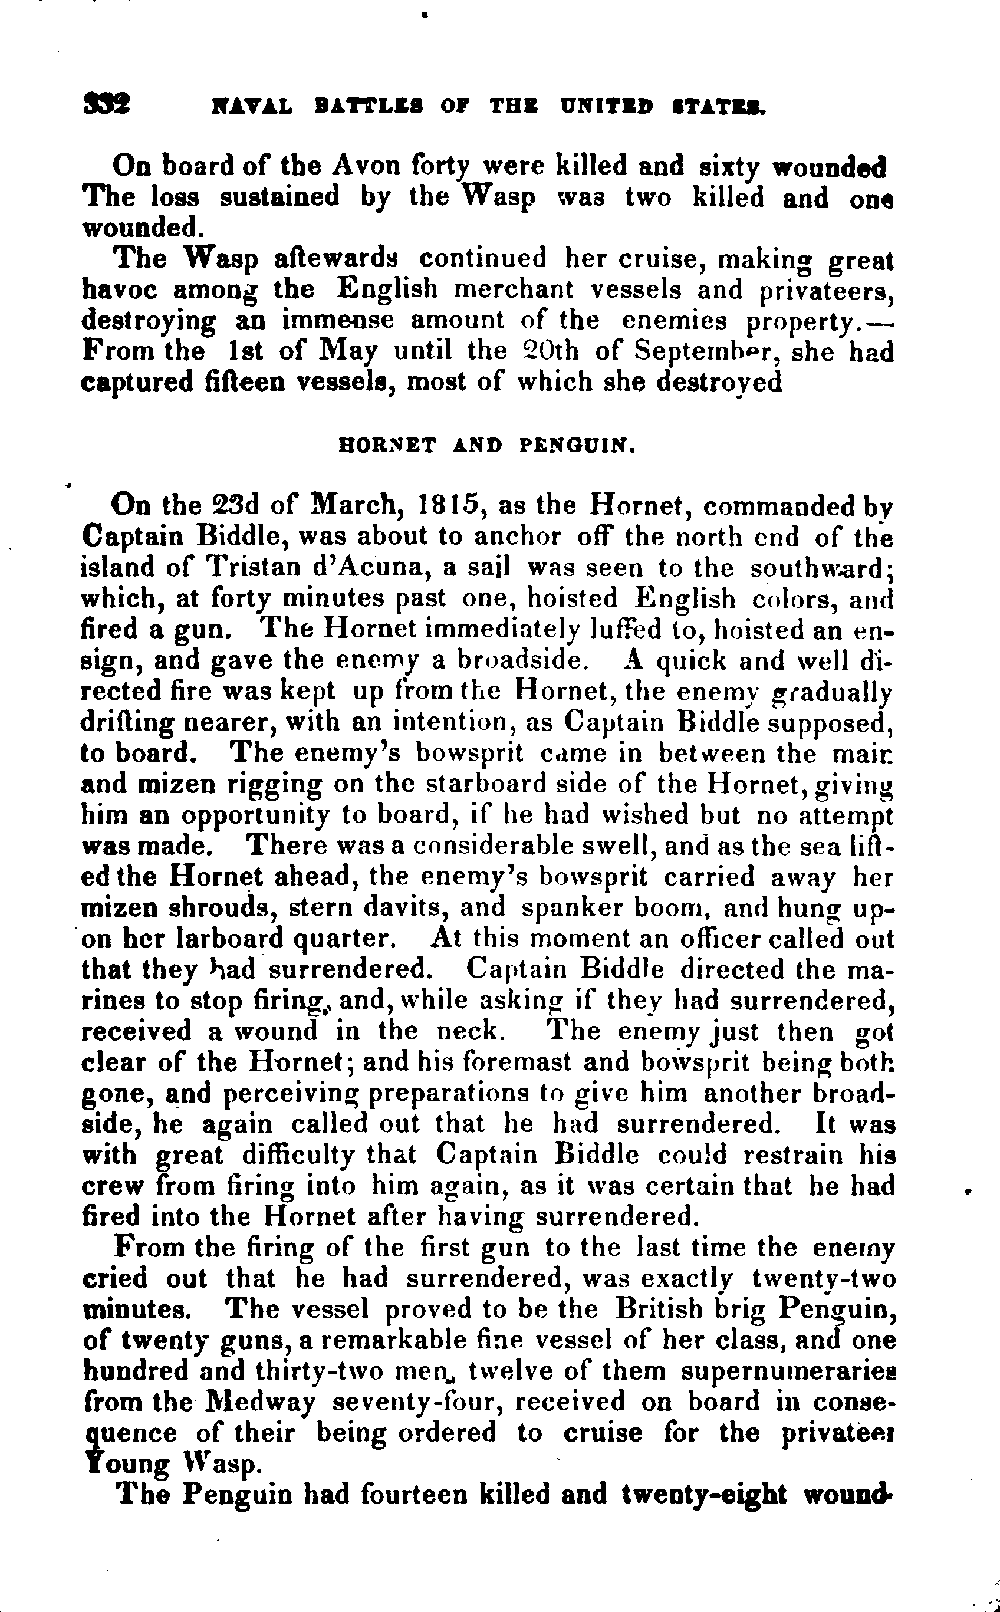 332 NAVAL BATTLES OF THE UNITED STATES.
On board of the Avon forty were killed and sixty wounded
The loss sustained by the Wasp was two killed and one
wounded.
The Wasp aftewards continued her cruise, making great
havoc among the English merchant vessels and privateers,
destroying an immense amount of the enemies property.—
From the 1st of May until the 20th of September, she had
captured fifteen vessels, most of which she destroyed
HORNET AND PENGUIN.
On the 23d of March, 1815, as the Hornet, commanded by
Captain Biddle, was about to anchor off the north end of the
island of Tristan d'Acuna, a sail was seen to the southward;
which, at forty minutes past one, hoisted English colors, and
fired a gun. The Hornet immediately luffed to, hoisted an en-
sign, and gave the enemy a broadside. A quick and well di-
rected fire was kept up from the Hornet, the enemy gradually
drifting nearer, with an intention, as Captain Biddle supposed,
to board. The enemy's bowsprit came in between the main
and mizen rigging on the starboard side of the Hornet, giving
him an opportunity to board, if he had wished but no attempt
was made. There was a considerable swell, and as the sea lift-
ed the Hornet ahead, the enemy's bowsprit carried away her
mizen shrouds, stern davits, and spanker boom, and hung up-
on her larboard quarter. At this moment an officer called out
that they had surrendered. Captain Biddle directed the ma-
rines to stop firing, and, while asking if they had surrendered,
received a wound in the neck. The enemy just then got
clear of the Hornet; and his foremast and bowsprit being both
gone, and perceiving preparations to give him another broad-
side, he again called out that he had surrendered. It was
with great difficulty that Captain Biddle could restrain his
crew from firing into him again, as it was certain that he had
fired into the Hornet after having surrendered.
From the firing of the first gun to the last time the enemy
cried out that he had surrendered, was exactly twenty-two
minutes. The vessel proved to be the British brig Penguin,
of twenty guns, a remarkable fine vessel of her class, and one
hundred and thirty-two men, twelve of them supernumeraries
from the Medway seventy-four, received on board in conse-
quence of their being ordered to cruise for the privateer
Young Wasp.
The Penguin had fourteen killed and twenty-eight wound-